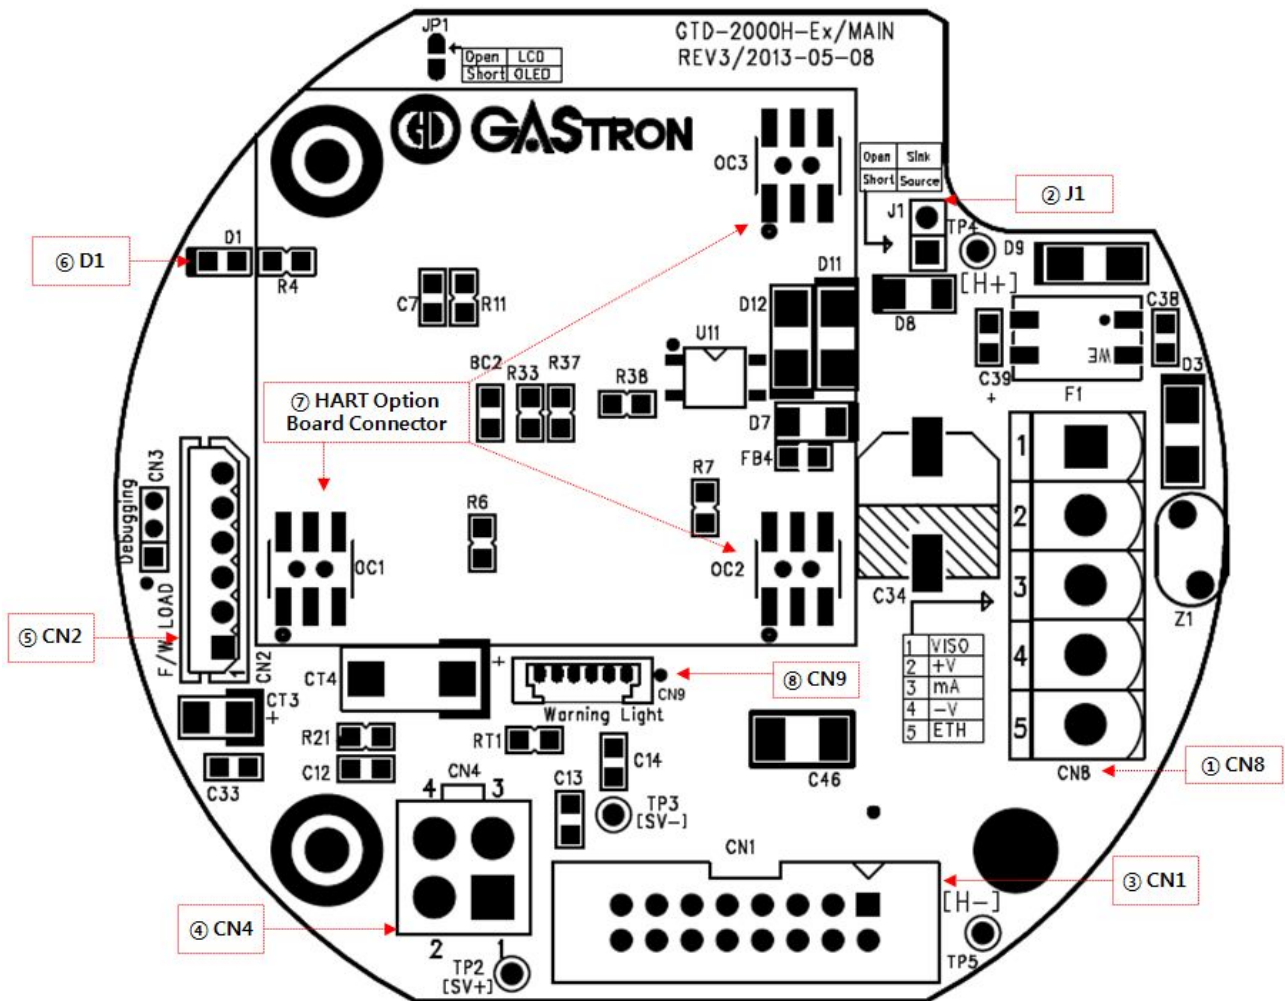 JP1
Open LCD
Short OLED
GTD-2000H-Ex/MAIN
REV3/2013-05-08
GASTRON
OC3
Open Sink
Short Source
② J1
J1
TP4
[H+]
D9
⑥ D1
D1
R4
C7
R11
D12
D11
D8
C38
C39
+
WE
F1
D3
U11
BC2
R33
R37
R38
⑦ HART Option
Board Connector
D7
FB4
R7
R6
1
2
3
4
5
CN3
Debugging
OC1
OC2
C34
Z1
⑤ CN2
F/W LOAD
1
CN2
1 VISO
2 +V
3 mA
4 -V
5 ETH
CT4
+
CN9
⑧ CN9
Warning Light
CT3
+
R21
RT1
C14
C12
C33
C46
CN8
① CN8
CN4
4 3
C13
TP3
[SV-]
CN1
③ CN1
[H-]
④ CN4
2 1
TP2
[SV+]
TP5